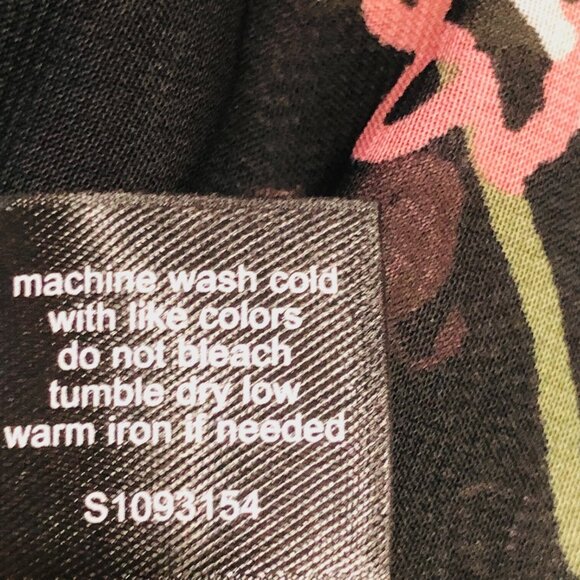 machine wash cold
with like colors
do not bleach
tumble dry low
warm iron if needed
S1093154